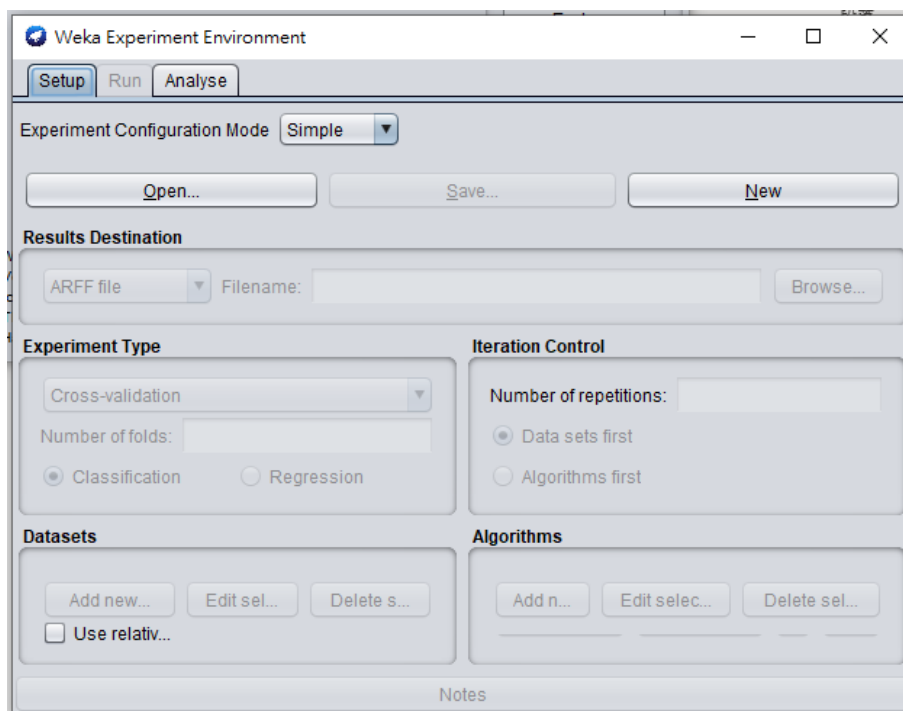 Weka Experiment Environment
Setup Run Analyse
Experiment Configuration Mode Simple
Open... Save... New
Results Destination
ARFF file Filename: Browse...
Experiment Type Iteration Control
Cross-validation Number of repetitions:
Number of folds: Data sets first
Classification Regression Algorithms first
Datasets Algorithms
Add new... Edit sel... Delete s... Add n... Edit selec... Delete sel...
Use relativ...
Notes